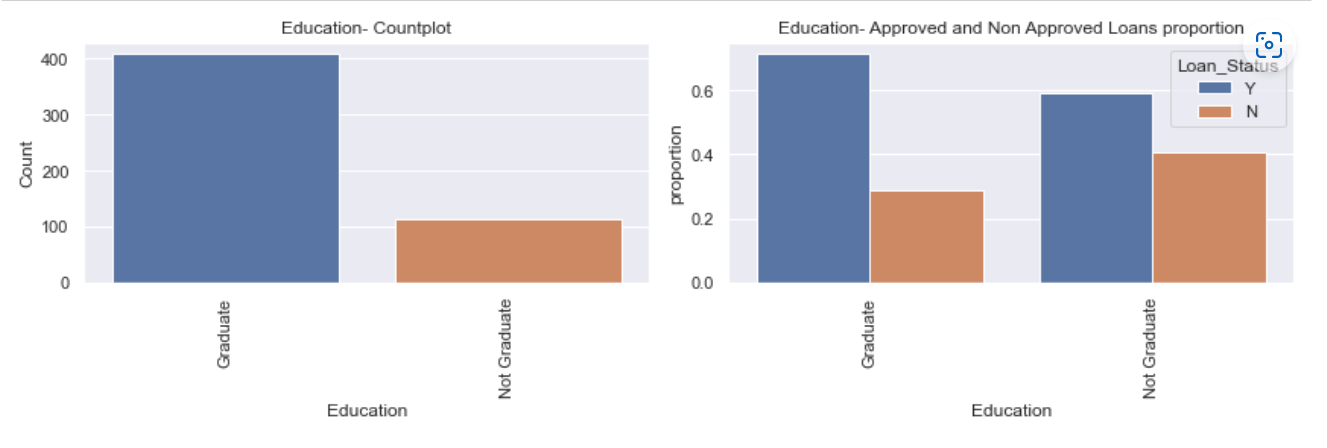 Education- Countplot
400
300
200
100
0
Count
Graduate
Not Graduate
Education
Education- Approved and Non Approved Loans proportion
Loan_Status
Y
N
0.6
0.4
0.2
0.0
proportion
Graduate
Not Graduate
Education